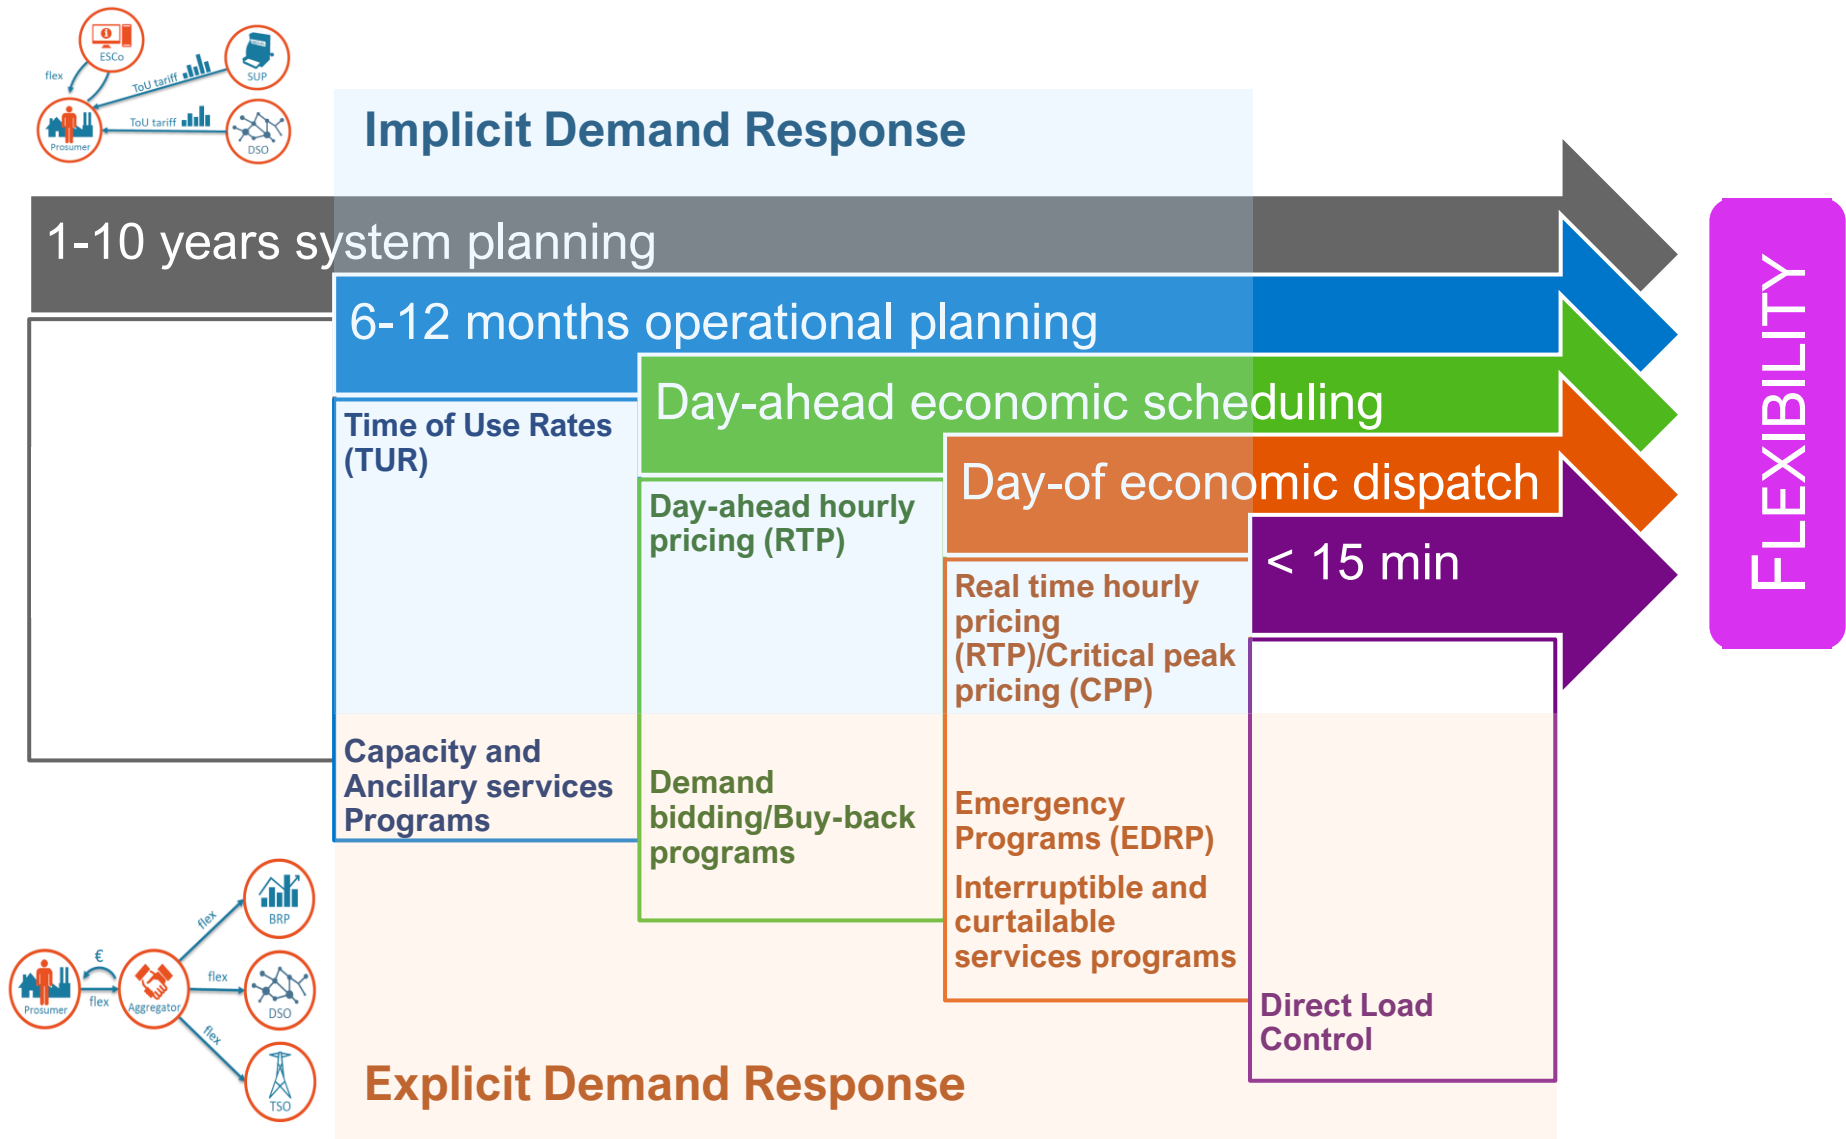 ESCo
flex
ToU tariff
SUP
Prosumer
ToU tariff
DSO
Implicit Demand Response
1-10 years system planning
6-12 months operational planning
Day-ahead economic scheduling
Day-of economic dispatch
< 15 min
FLEXIBILITY
Time of Use Rates
(TUR)
Day-ahead hourly
pricing (RTP)
Real time hourly
pricing
(RTP)/Critical peak
pricing (CPP)
Capacity and
Ancillary services
Programs
Demand
bidding/Buy-back
programs
Emergency
Programs (EDRP)
Interruptible and
curtailable
services programs
Direct Load
Control
BRP
flex
€
Prosumer
flex
Aggregator
flex
DSO
flex
TSO
Explicit Demand Response